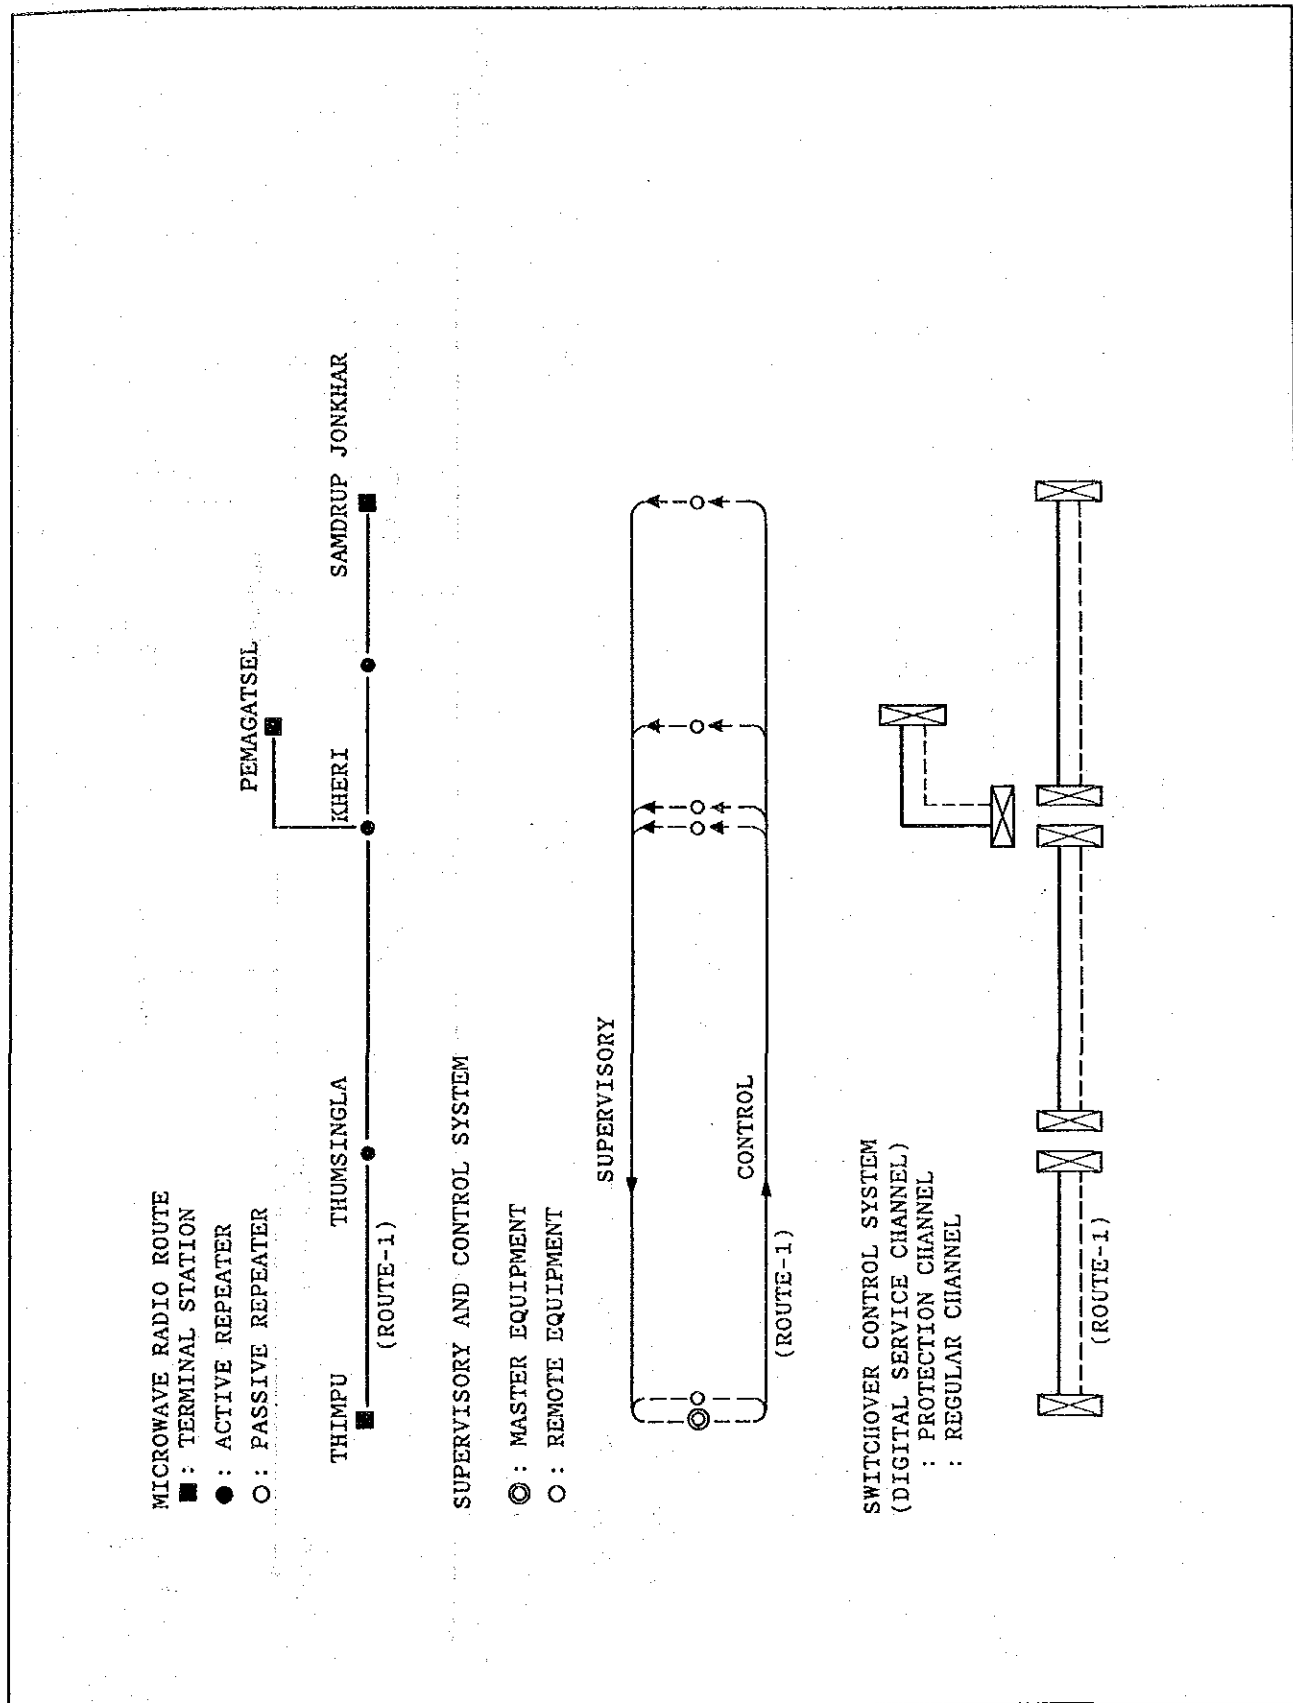 MICROWAVE RADIO ROUTE
■ : TERMINAL STATION
● : ACTIVE REPEATER
○ : PASSIVE REPEATER
PEMAGATSEL
THIMPU
THUMSINGLA
KHERI
SAMDRUP JONKHAR
(ROUTE-1)
SUPERVISORY AND CONTROL SYSTEM
◎ : MASTER EQUIPMENT
○ : REMOTE EQUIPMENT
SUPERVISORY
CONTROL
(ROUTE-1)
SWITCHOVER CONTROL SYSTEM
(DIGITAL SERVICE CHANNEL)
: PROTECTION CHANNEL
: REGULAR CHANNEL
(ROUTE-1)